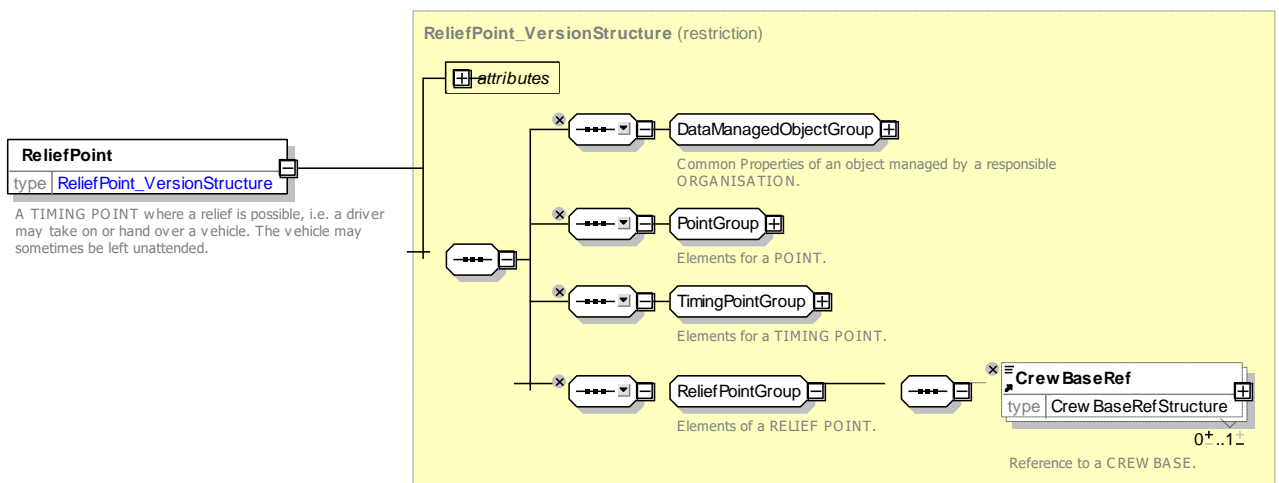 ReliefPoint_VersionStructure (restriction)
attributes
DataManagedObjectGroup
Common Properties of an object managed by a responsible
ORGANISATION.
ReliefPoint
type ReliefPoint_VersionStructure
A TIMING POINT where a relief is possible, i.e. a driver
may take on or hand over a vehicle. The vehicle may
sometimes be left unattended.
PointGroup
Elements for a POINT.
TimingPointGroup
Elements for a TIMING POINT.
ReliefPointGroup
Elements of a RELIEF POINT.
CrewBaseRef
type CrewBaseRefStructure
0..1
Reference to a CREW BASE.